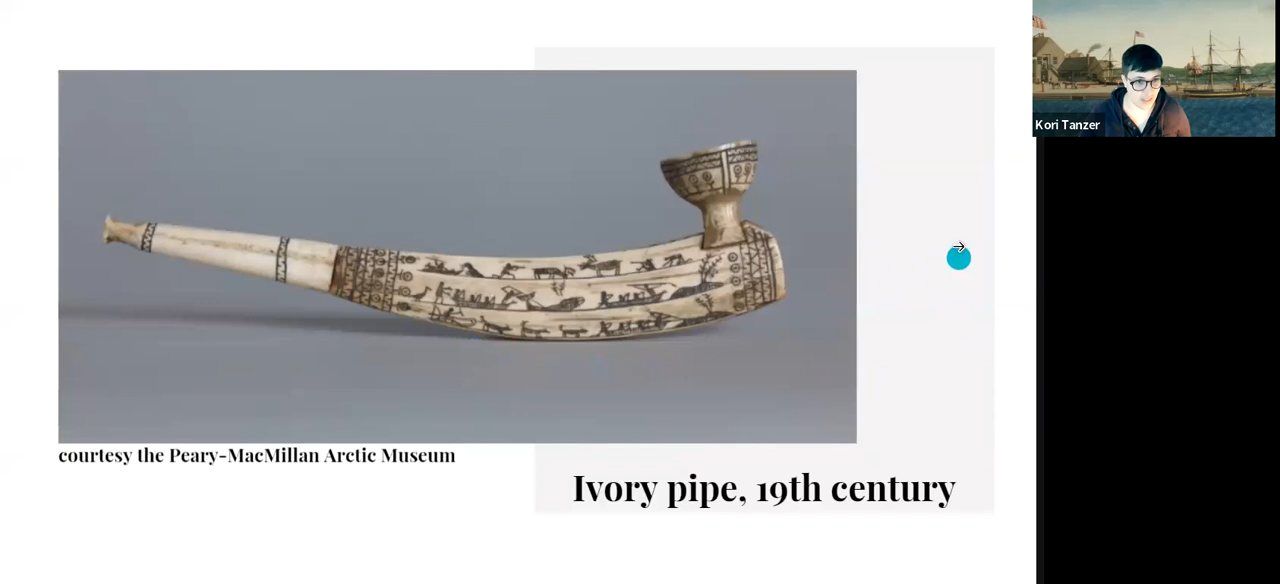 Kori Tanzer
courtesy the Peary-MacMillan Arctic Museum
Ivory pipe, 19th century